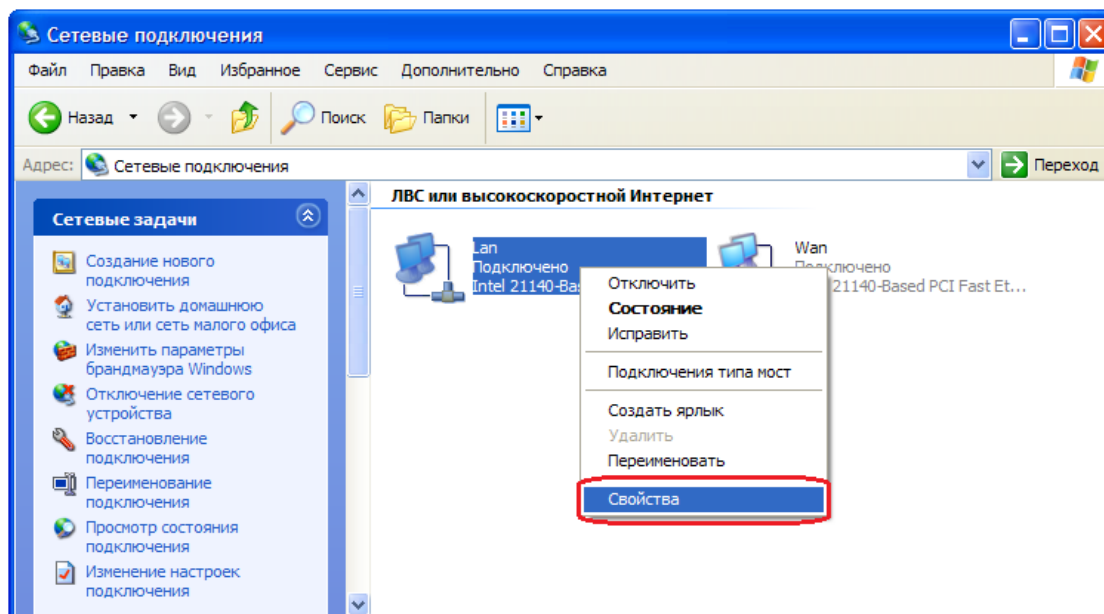 Сетевые подключения
Файл Правка Вид Избранное Сервис Дополнительно Справка
Назад Поиск Папки
Адрес: Сетевые подключения Переход
Сетевые задачи
Создание нового
подключения
Установить домашнюю
сеть или сеть малого офиса
Изменить параметры
брандмауэра Windows
Отключение сетевого
устройства
Восстановление
подключения
Переименование
подключения
Просмотр состояния
подключения
Изменение настроек
подключения
ЛВС или высокоскоростной Интернет
Lan
Подключено
Intel 21140-Bas
Wan
Подключено
21140-Based PCI Fast Et...
Отключить
Состояние
Исправить
Подключения типа мост
Создать ярлык
Удалить
Переименовать
Свойства